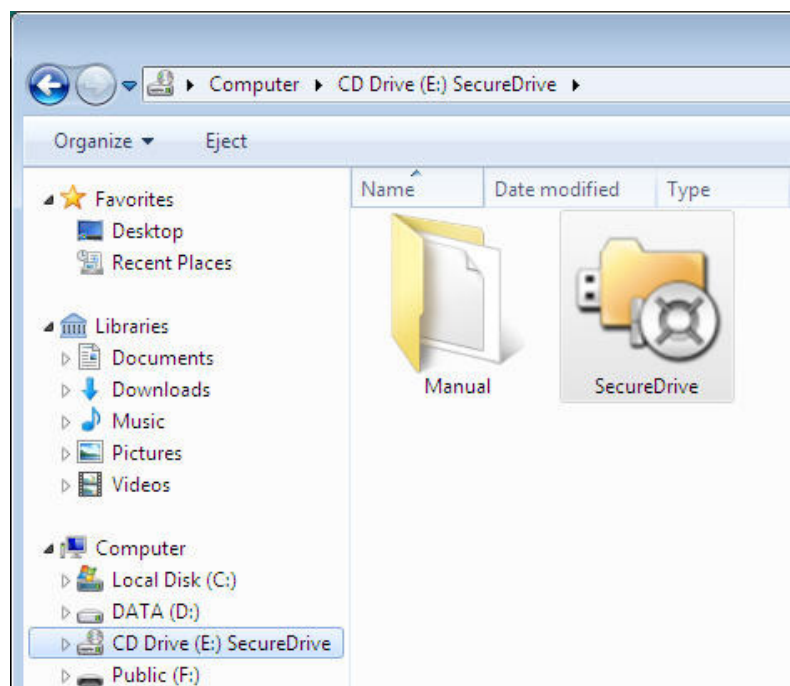 Computer CD Drive (E:) SecureDrive
Organize Eject
Favorites
Desktop
Recent Places
Libraries
Documents
Downloads
Music
Pictures
Videos
Computer
Local Disk (C:)
DATA (D:)
CD Drive (E:) SecureDrive
Public (F:)
Name Date modified Type
Manual SecureDrive